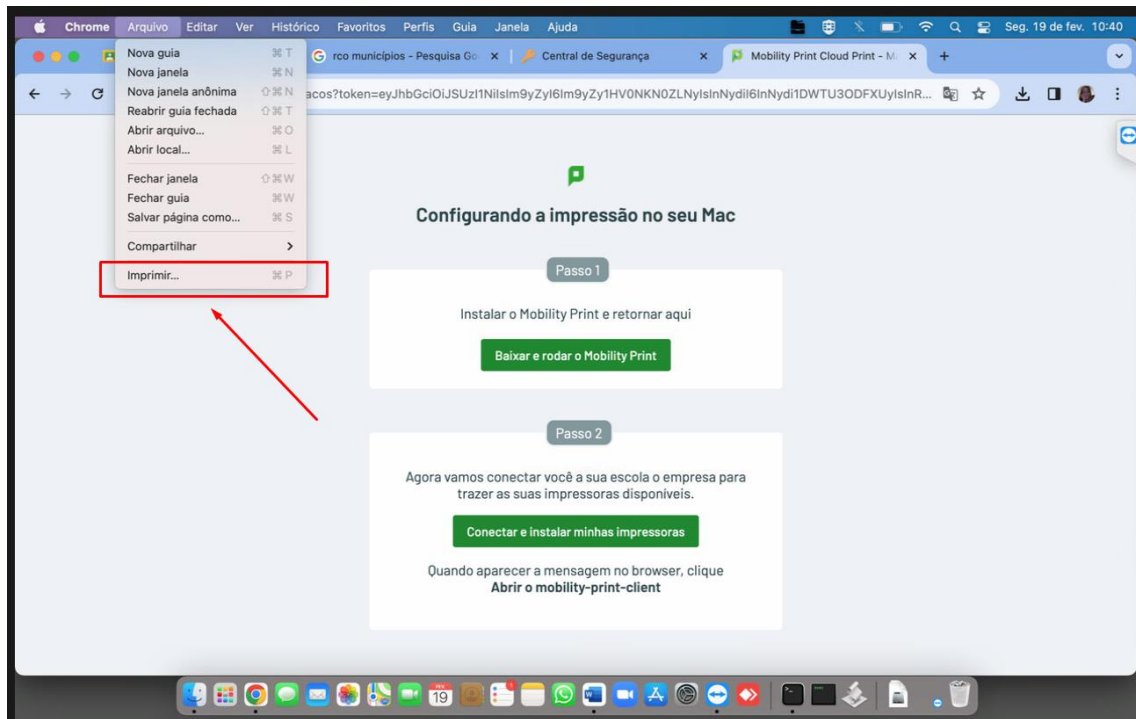 Chrome Arquivo Editar Ver Histórico Favoritos Perfis Guia Janela Ajuda Seg. 19 de fev. 10:40
rco municípios - Pesquisa Go
Central de Segurança
Mobility Print Cloud Print - M
Nova guia ⌘ T
Nova janela ⌘ N
Nova janela anônima ⇧ ⌘ N
Reabrir guia fechada ⇧ ⌘ T
Abrir arquivo... ⌘ O
Abrir local... ⌘ L
Fechar janela ⇧ ⌘ W
Fechar guia ⌘ W
Salvar página como... ⌘ S
Compartilhar
Imprimir... ⌘ P
Configurando a impressão no seu Mac
Passo 1
Instalar o Mobility Print e retornar aqui
Baixar e rodar o Mobility Print
Passo 2
Agora vamos conectar você a sua escola o empresa para
trazer as suas impressoras disponíveis.
Conectar e instalar minhas impressoras
Quando aparecer a mensagem no browser, clique
Abrir o mobility-print-client
FEV
19